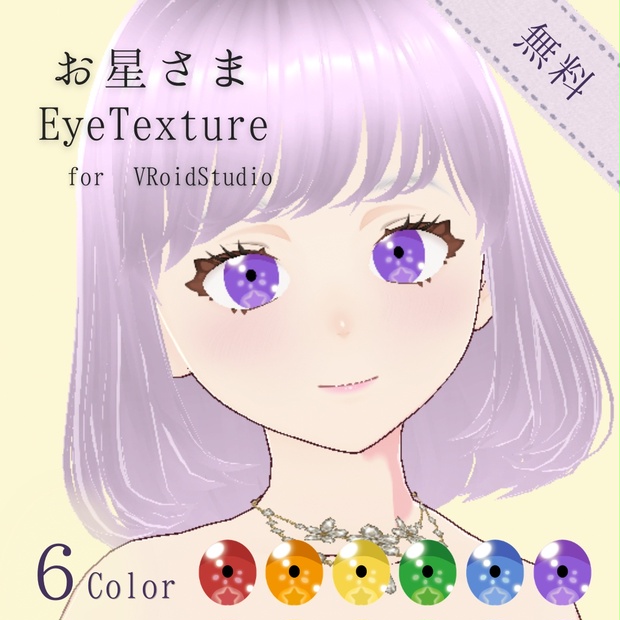 お星さま
EyeTexture
for VRoidStudio
無料
6 Color